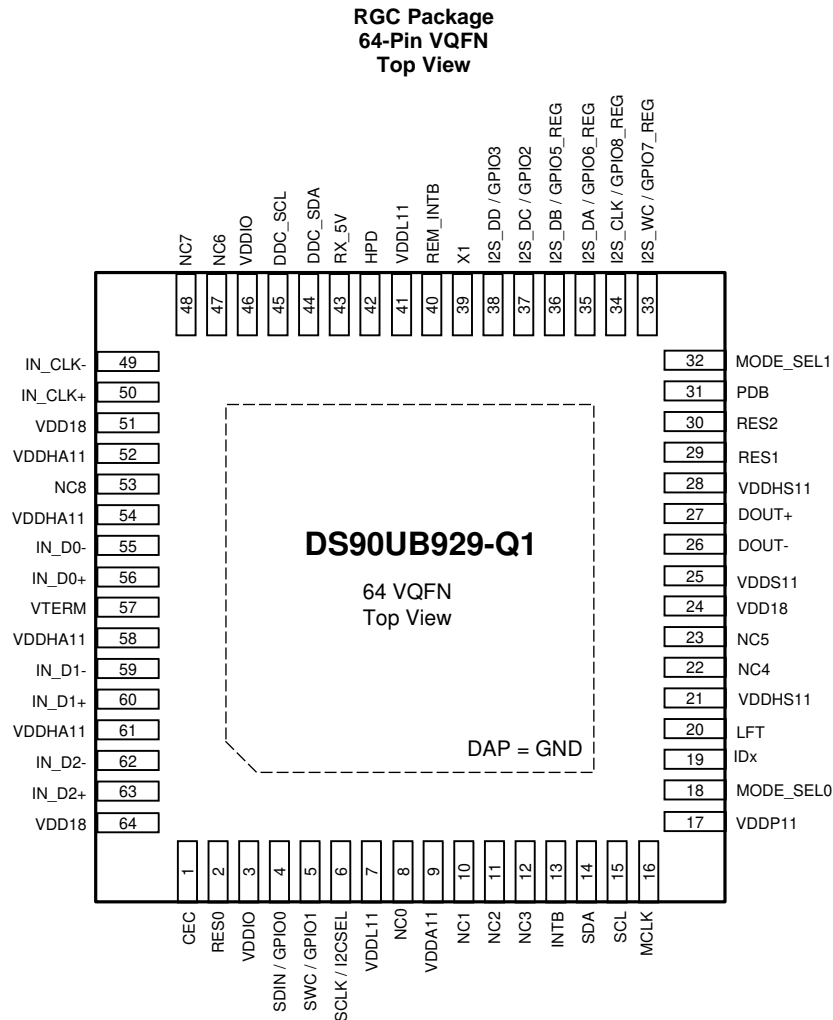 RGC Package
64-Pin VQFN
Top View
NC7
NC6
VDDIO
DDC_SCL
DDC_SDA
RX_5V
HPD
VDDL11
REM_INTB
X1
I2S_DD / GPIO3
I2S_DC / GPIO2
I2S_DB / GPIO5_REG
I2S_DA / GPIO6_REG
I2S_CLK / GPIO8_REG
I2S_WC / GPIO7_REG
48
47
46
45
44
43
42
41
40
39
38
37
36
35
34
33
IN_CLK- 49
IN_CLK+ 50
VDD18 51
VDDHA11 52
NC8 53
VDDHA11 54
IN_D0- 55
IN_D0+ 56
VTERM 57
VDDHA11 58
IN_D1- 59
IN_D1+ 60
VDDHA11 61
IN_D2- 62
IN_D2+ 63
VDD18 64
DS90UB929-Q1
64 VQFN
Top View
DAP = GND
32 MODE_SEL1
31 PDB
30 RES2
29 RES1
28 VDDHS11
27 DOUT+
26 DOUT-
25 VDDS11
24 VDD18
23 NC5
22 NC4
21 VDDHS11
20 LFT
19 IDx
18 MODE_SEL0
17 VDDP11
1
2
3
4
5
6
7
8
9
10
11
12
13
14
15
16
CEC
RES0
VDDIO
SDIN / GPIO0
SWC / GPIO1
SCLK / I2CSEL
VDDL11
NC0
VDDA11
NC1
NC2
NC3
INTB
SDA
SCL
MCLK